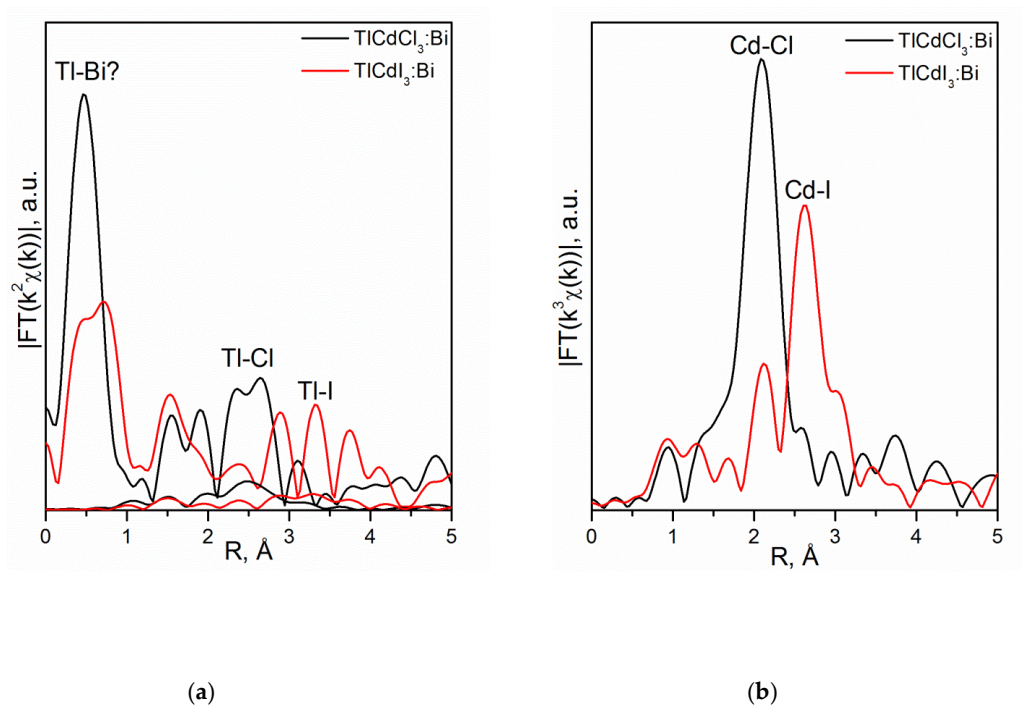 TlCdCl₃:Bi
TlCdI₃:Bi
Tl-Bi?
Tl-Cl
Tl-I
|FT(k²χ(k))|, a.u.
0 1 2 3 4 5
R, Å
(a)
TlCdCl₃:Bi
TlCdI₃:Bi
Cd-Cl
Cd-I
|FT(k³χ(k))|, a.u.
0 1 2 3 4 5
R, Å
(b)